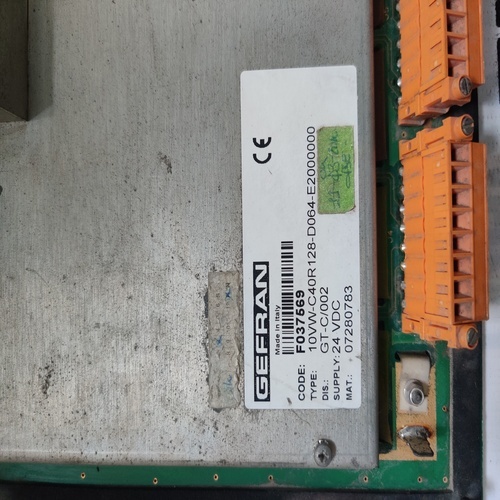 GEFRAN
CE
Made in Italy
CODE: F037569
TYPE: 10VW-C40R128-D064-E2000000
DIS.: GT-C/002
SUPPLY: 24 VDC
MAT.: 07280783